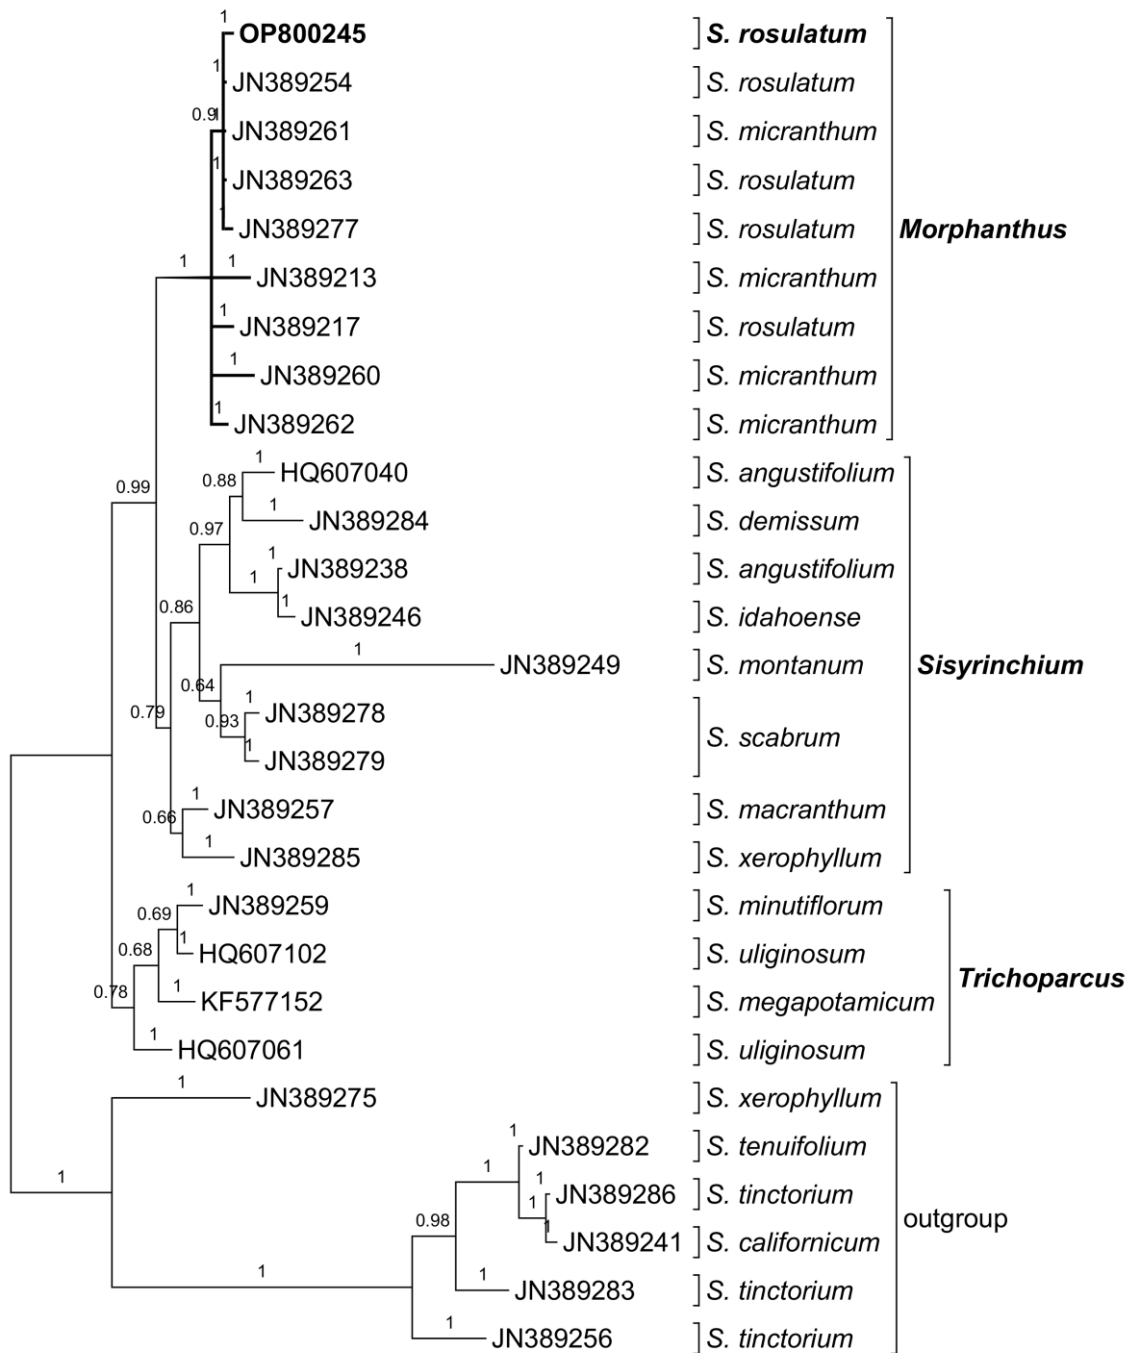 1
OP800245 S. rosulatum
1
JN389254 S. rosulatum
0.9
1
JN389261 S. micranthum
1
JN389263 S. rosulatum
JN389277 S. rosulatum
Morphanthus
1
1
JN389213 S. micranthum
1
JN389217 S. rosulatum
1
JN389260 S. micranthum
1
JN389262 S. micranthum
1
HQ607040 S. angustifolium
0.88
0.99
1
JN389284 S. demissum
0.97
1
JN389238 S. angustifolium
1
1
JN389246 S. idahoense
0.86
1
JN389249 S. montanum
Sisyrinchium
0.64
1
JN389278
0.79
0.93
S. scabrum
1
JN389279
1
JN389257 S. macranthum
0.66
1
JN389285 S. xerophyllum
1
JN389259 S. minutiflorum
0.69
1
HQ607102 S. uliginosum
0.68
Trichoparcus
1
KF577152 S. megapotamicum
0.78
1
HQ607061 S. uliginosum
1
JN389275 S. xerophyllum
1
JN389282 S. tenuifolium
1
1
JN389286 S. tinctorium
1
1
0.98
outgroup
JN389241 S. californicum
1
1
1
JN389283 S. tinctorium
1
JN389256 S. tinctorium